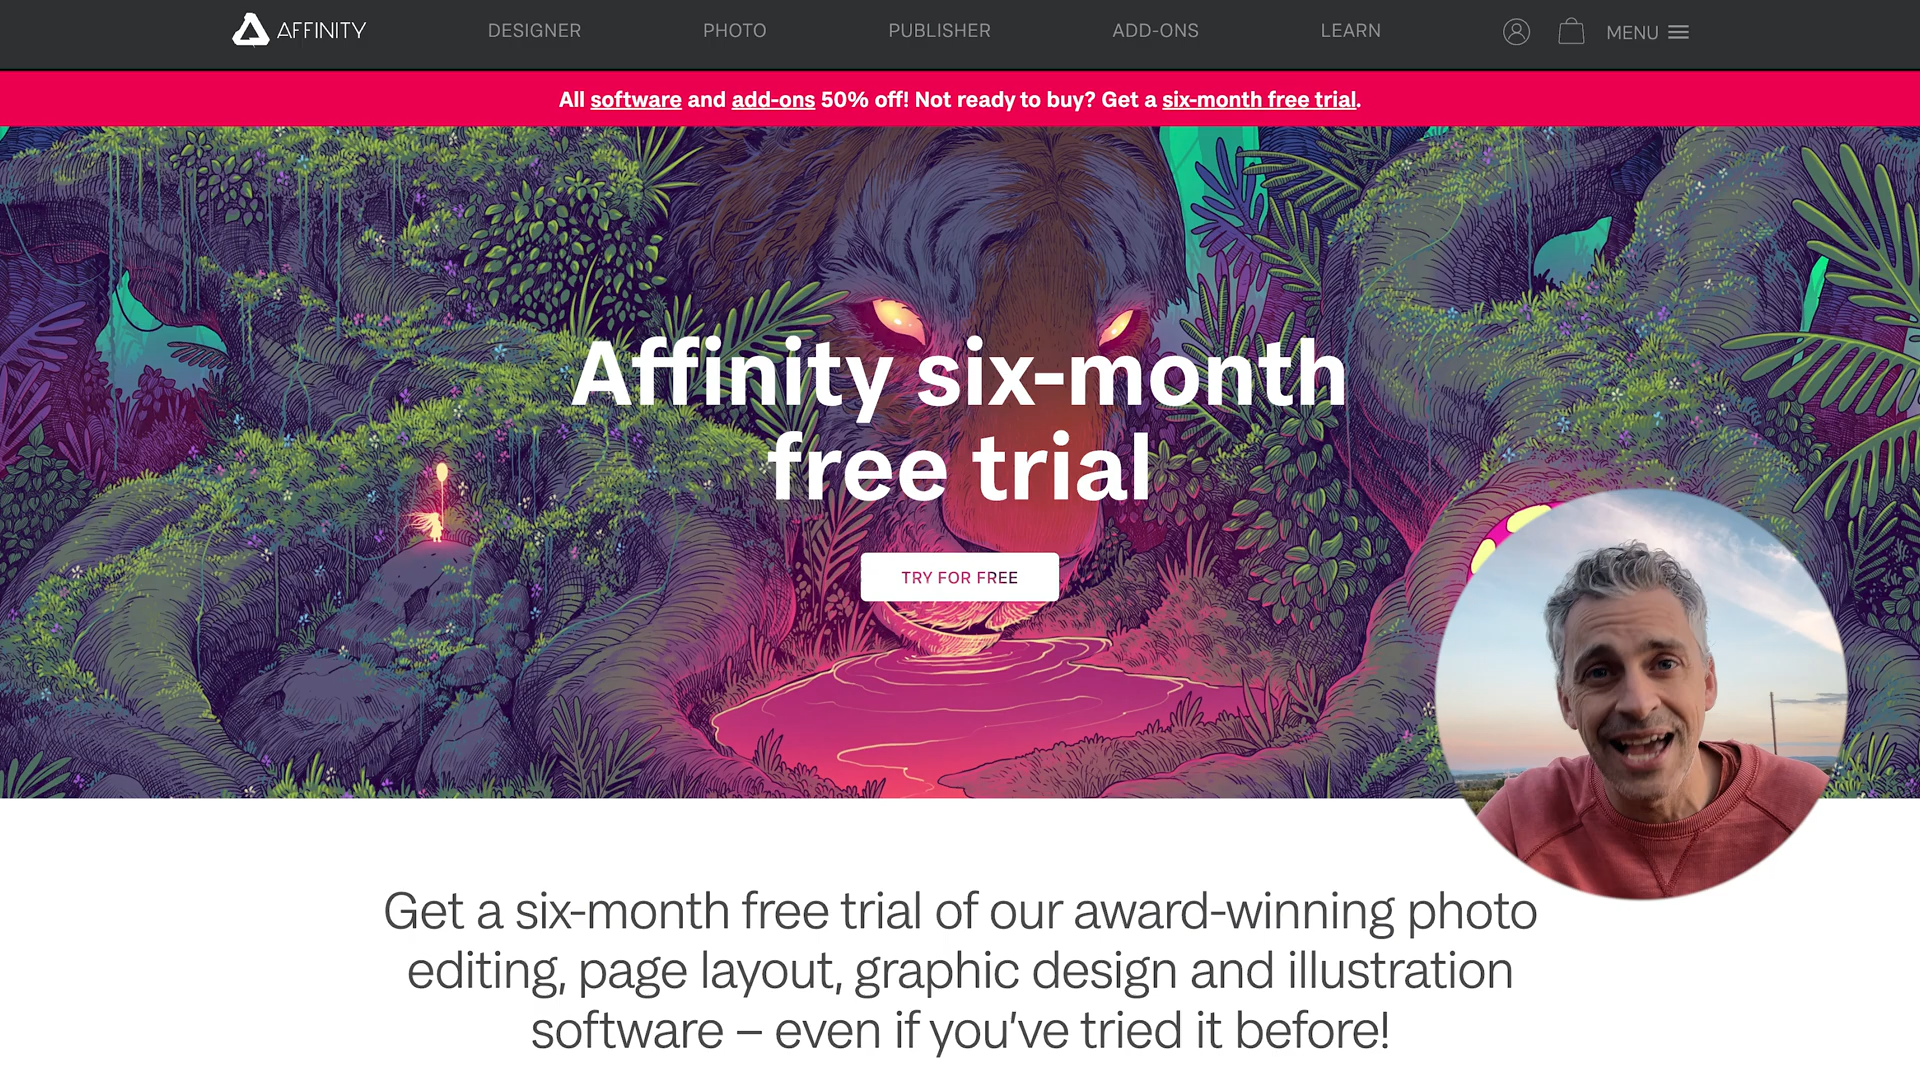 AFFINITY DESIGNER PHOTO PUBLISHER ADD-ONS LEARN MENU
All software and add-ons 50% off! Not ready to buy? Get a six-month free trial.
Affinity six-month
free trial
TRY FOR FREE
Get a six-month free trial of our award-winning photo
editing, page layout, graphic design and illustration
software – even if you’ve tried it before!